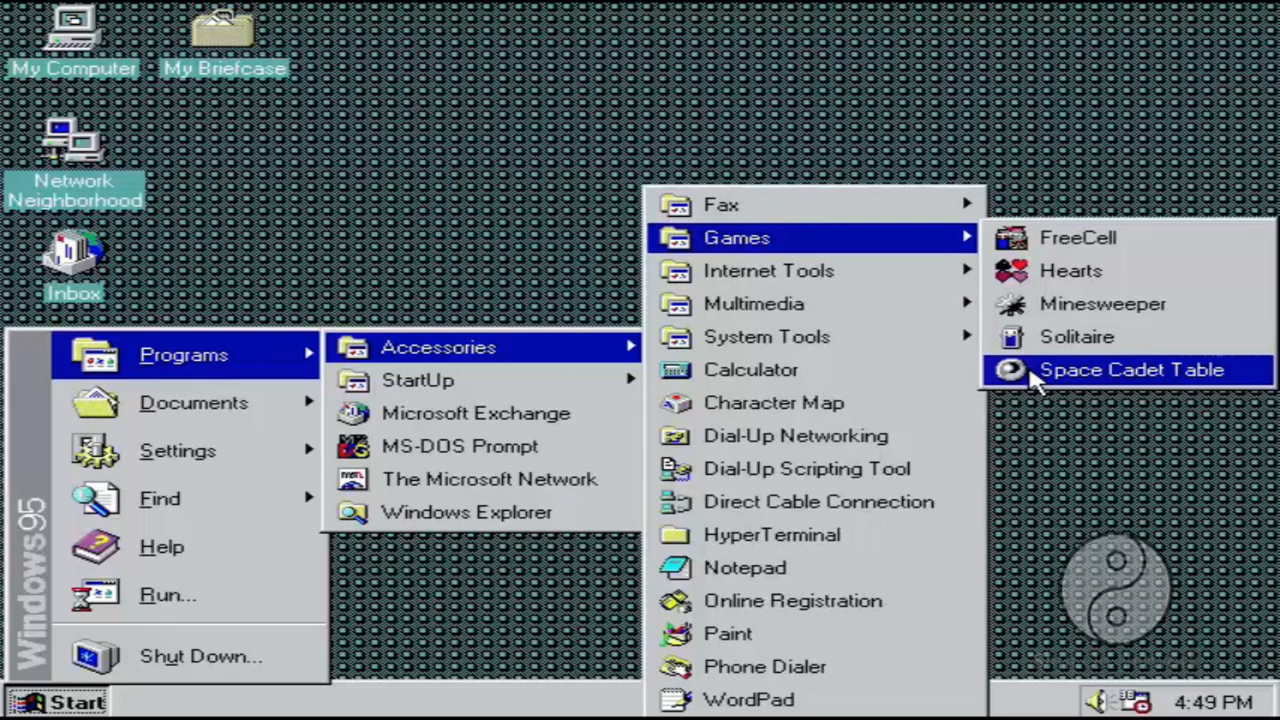 My Computer
My Briefcase
Network
Neighborhood
Inbox
Windows95
Programs
Documents
Settings
Find
Help
Run...
Shut Down...
Accessories
StartUp
Microsoft Exchange
MS-DOS Prompt
The Microsoft Network
Windows Explorer
Fax
Games
Internet Tools
Multimedia
System Tools
Calculator
Character Map
Dial-Up Networking
Dial-Up Scripting Tool
Direct Cable Connection
HyperTerminal
Notepad
Online Registration
Paint
Phone Dialer
WordPad
FreeCell
Hearts
Minesweeper
Solitaire
Space Cadet Table
Start
4:49 PM